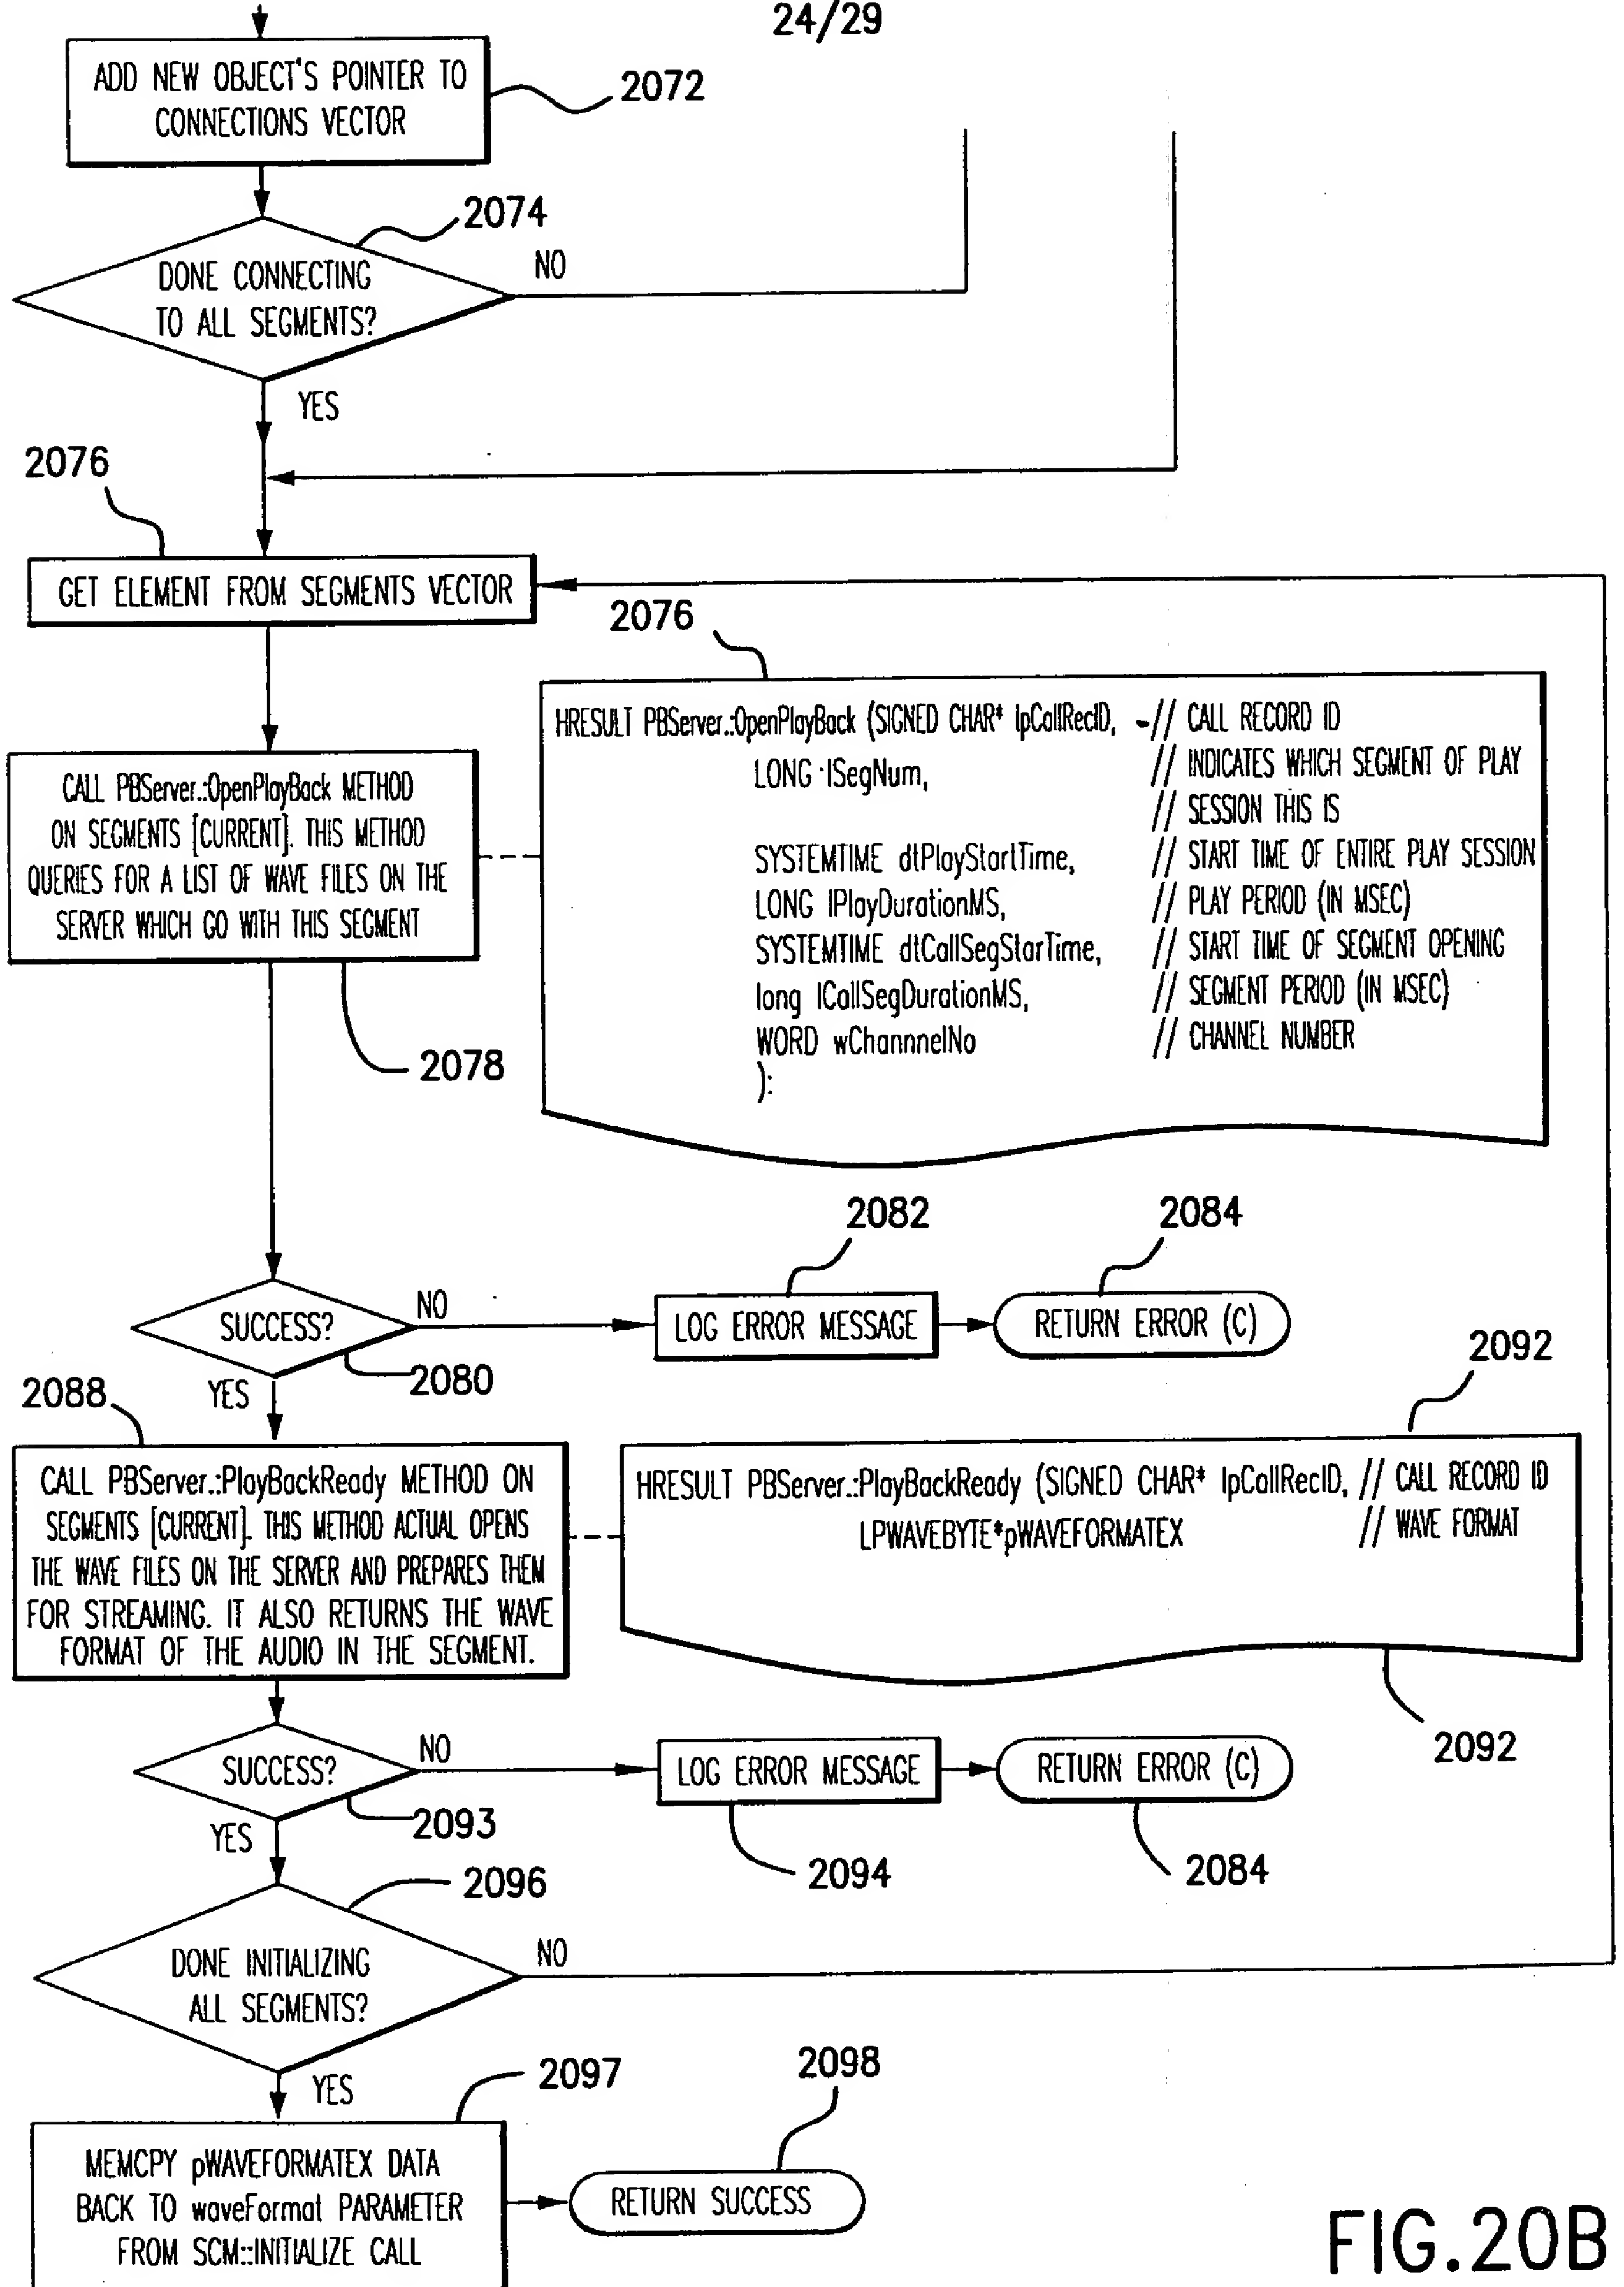 24/29
ADD NEW OBJECT'S POINTER TO
CONNECTIONS VECTOR
2072
2074
DONE CONNECTING
TO ALL SEGMENTS?
NO
YES
2076
GET ELEMENT FROM SEGMENTS VECTOR
2076
HRESULT PBServer::OpenPlayBack (SIGNED CHAR* lpCallRecID, // CALL RECORD ID
LONG lSegNum, // INDICATES WHICH SEGMENT OF PLAY
// SESSION THIS IS
SYSTEMTIME dtPlayStartTime, // START TIME OF ENTIRE PLAY SESSION
LONG lPlayDurationMS, // PLAY PERIOD (IN MSEC)
SYSTEMTIME dtCallSegStarTime, // START TIME OF SEGMENT OPENING
long lCallSegDurationMS, // SEGMENT PERIOD (IN MSEC)
WORD wChannnelNo // CHANNEL NUMBER
):
CALL PBServer::OpenPlayBack METHOD
ON SEGMENTS [CURRENT]. THIS METHOD
QUERIES FOR A LIST OF WAVE FILES ON THE
SERVER WHICH GO WITH THIS SEGMENT
2078
2082
2084
SUCCESS?
NO
LOG ERROR MESSAGE
RETURN ERROR (C)
2080
YES
2088
2092
CALL PBServer::PlayBackReady METHOD ON
SEGMENTS [CURRENT]. THIS METHOD ACTUAL OPENS
THE WAVE FILES ON THE SERVER AND PREPARES THEM
FOR STREAMING. IT ALSO RETURNS THE WAVE
FORMAT OF THE AUDIO IN THE SEGMENT.
HRESULT PBServer::PlayBackReady (SIGNED CHAR* lpCallRecID, // CALL RECORD ID
LPWAVEBYTE*pWAVEFORMATEX // WAVE FORMAT
2092
SUCCESS?
NO
LOG ERROR MESSAGE
RETURN ERROR (C)
2093
YES
2094
2084
2096
DONE INITIALIZING
ALL SEGMENTS?
NO
YES
2097
2098
MEMCPY pWAVEFORMATEX DATA
BACK TO waveFormat PARAMETER
FROM SCM::INITIALIZE CALL
RETURN SUCCESS
FIG.20B